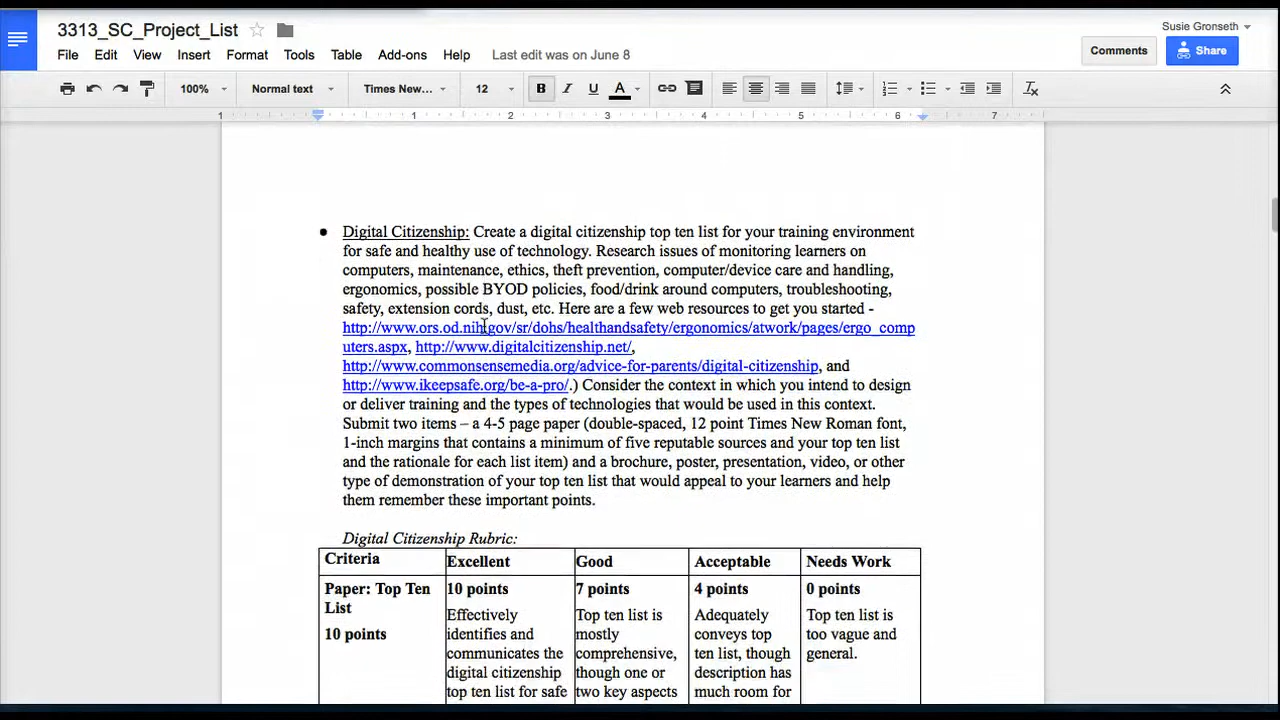 3313_SC_Project_List
Susie Gronseth
File Edit View Insert Format Tools Table Add-ons Help Last edit was on June 8
Comments Share
100% Normal text Times New... 12 B I U A
1 1 2 3 4 5 6 7
● Digital Citizenship: Create a digital citizenship top ten list for your training environment
for safe and healthy use of technology. Research issues of monitoring learners on
computers, maintenance, ethics, theft prevention, computer/device care and handling,
ergonomics, possible BYOD policies, food/drink around computers, troubleshooting,
safety, extension cords, dust, etc. Here are a few web resources to get you started -
http://www.ors.od.nih.gov/sr/dohs/healthandsafety/ergonomics/atwork/pages/ergo_comp
uters.aspx, http://www.digitalcitizenship.net/,
http://www.commonsensemedia.org/advice-for-parents/digital-citizenship, and
http://www.ikeepsafe.org/be-a-pro/.) Consider the context in which you intend to design
or deliver training and the types of technologies that would be used in this context.
Submit two items – a 4-5 page paper (double-spaced, 12 point Times New Roman font,
1-inch margins that contains a minimum of five reputable sources and your top ten list
and the rationale for each list item) and a brochure, poster, presentation, video, or other
type of demonstration of your top ten list that would appeal to your learners and help
them remember these important points.
Digital Citizenship Rubric:
Criteria Excellent Good Acceptable Needs Work
Paper: Top Ten
List
10 points
10 points
Effectively
identifies and
communicates the
digital citizenship
top ten list for safe
7 points
Top ten list is
mostly
comprehensive,
though one or
two key aspects
4 points
Adequately
conveys top
ten list, though
description has
much room for
0 points
Top ten list is
too vague and
general.